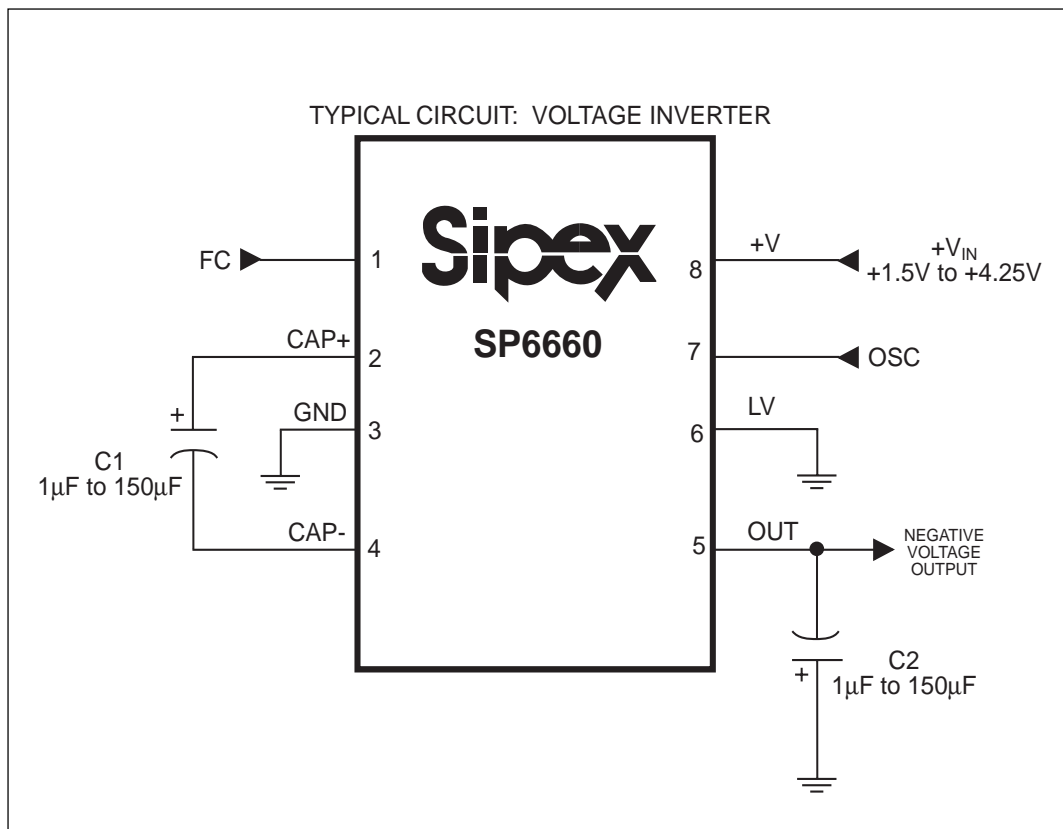 TYPICAL CIRCUIT: VOLTAGE INVERTER
Sipex
SP6660
FC
1
CAP+
2
+
C1
1µF to 150µF
GND
3
CAP-
4
8
+V
+VIN
+1.5V to +4.25V
7
OSC
6
LV
5
OUT
NEGATIVE
VOLTAGE
OUTPUT
+
C2
1µF to 150µF